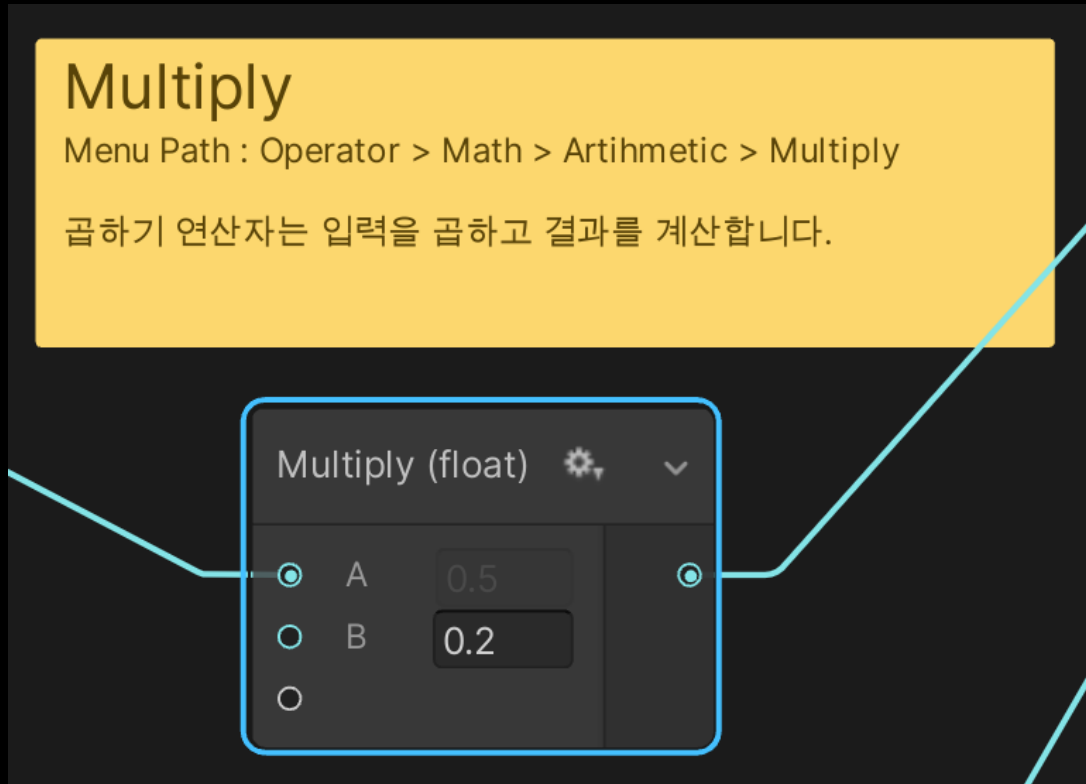 Multiply
Menu Path : Operator > Math > Artihmetic > Multiply
곱하기 연산자는 입력을 곱하고 결과를 계산합니다.
Multiply (float)
A 0.5
B 0.2